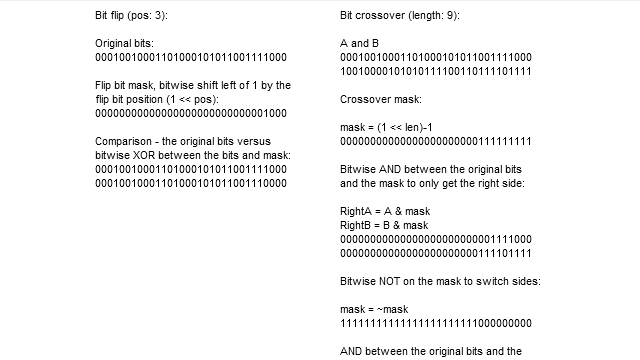 Bit flip (pos: 3):
Original bits:
00010010001101000101011001111000
Flip bit mask, bitwise shift left of 1 by the
flip bit position (1 << pos):
00000000000000000000000000001000
Comparison - the original bits versus
bitwise XOR between the bits and mask:
00010010001101000101011001111000
00010010001101000101011001110000
Bit crossover (length: 9):
A and B
00010010001101000101011001111000
10010000101010111100110111101111
Crossover mask:
mask = (1 << len)-1
00000000000000000000000111111111
Bitwise AND between the original bits
and the mask to only get the right side:
RightA = A & mask
RightB = B & mask
00000000000000000000000001111000
00000000000000000000000111101111
Bitwise NOT on the mask to switch sides:
mask = ~mask
11111111111111111111111000000000
AND between the original bits and the